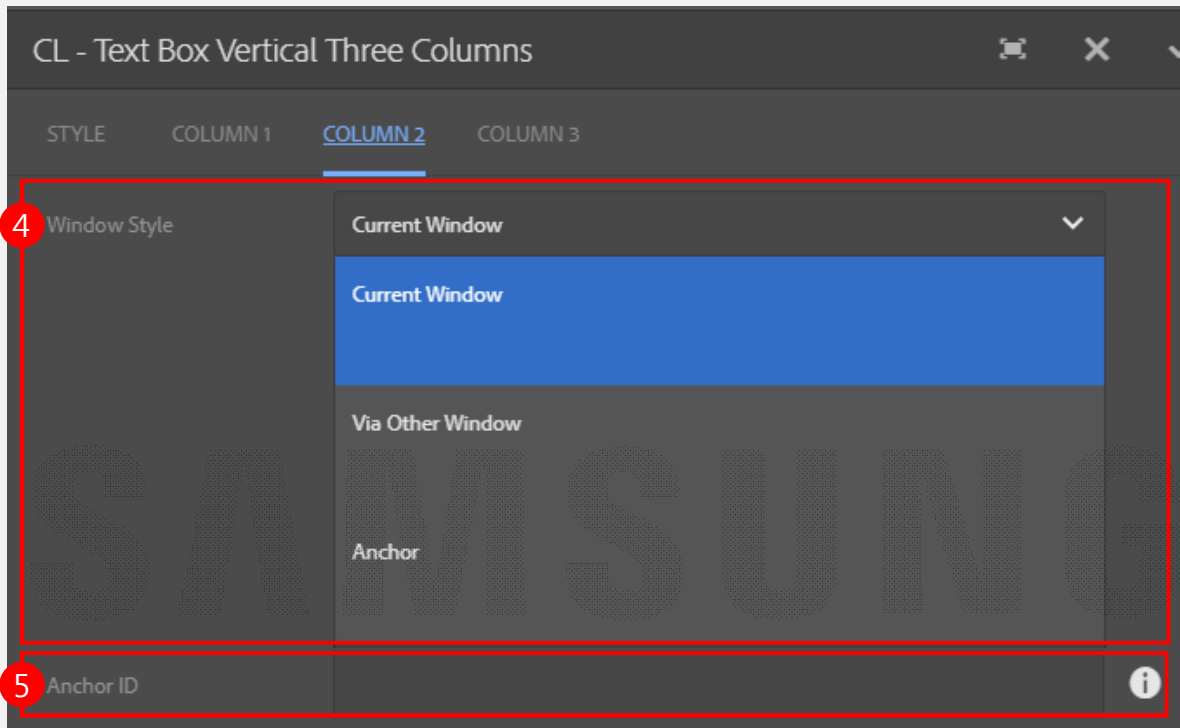 CL - Text Box Vertical Three Columns
STYLE COLUMN 1 COLUMN 2 COLUMN 3
4 Window Style Current Window
Current Window
Via Other Window
SAMSUNG
Anchor
5 Anchor ID